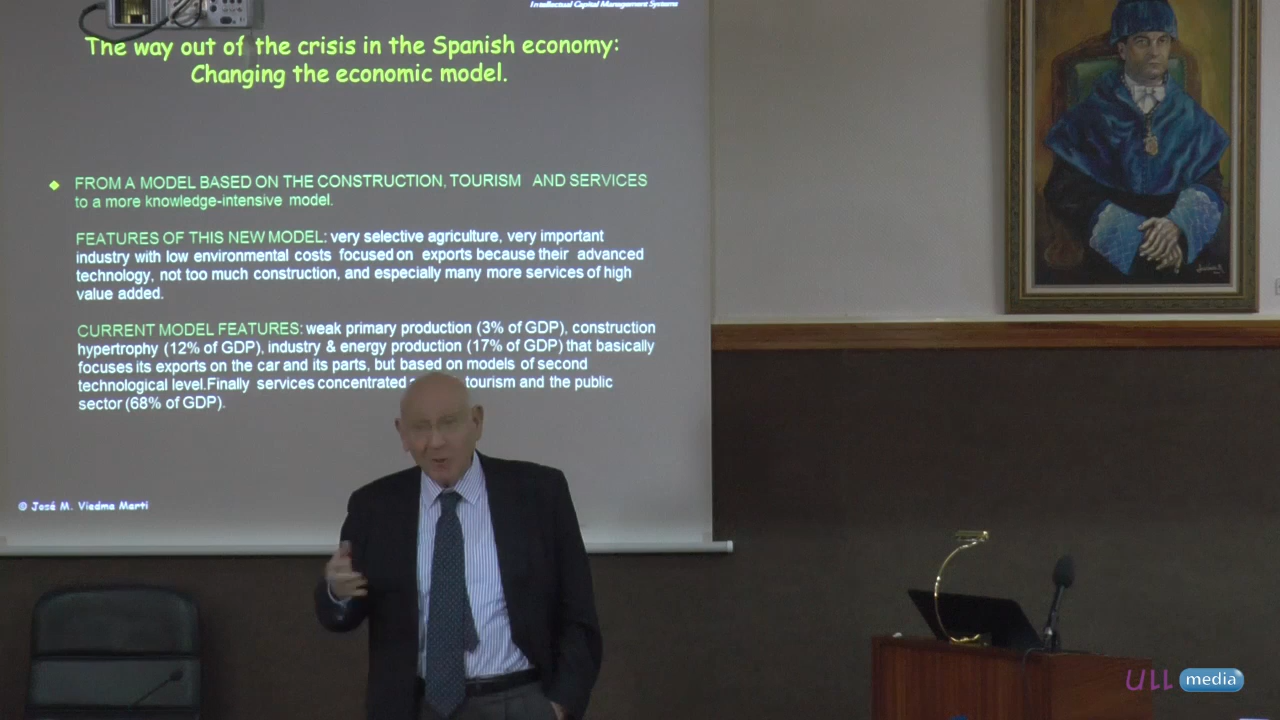 Intellectual Capital Management Systems
The way out of the crisis in the Spanish economy:
Changing the economic model.
FROM A MODEL BASED ON THE CONSTRUCTION, TOURISM AND SERVICES
to a more knowledge-intensive model.
FEATURES OF THIS NEW MODEL: very selective agriculture, very important
industry with low environmental costs focused on exports because their advanced
technology, not too much construction, and especially many more services of high
value added.
CURRENT MODEL FEATURES: weak primary production (3% of GDP), construction
hypertrophy (12% of GDP), industry & energy production (17% of GDP) that basically
focuses its exports on the car and its parts, but based on models of second
technological level.Finally services concentrated tourism and the public
sector (68% of GDP).
© José M. Viedma Marti
ULL media